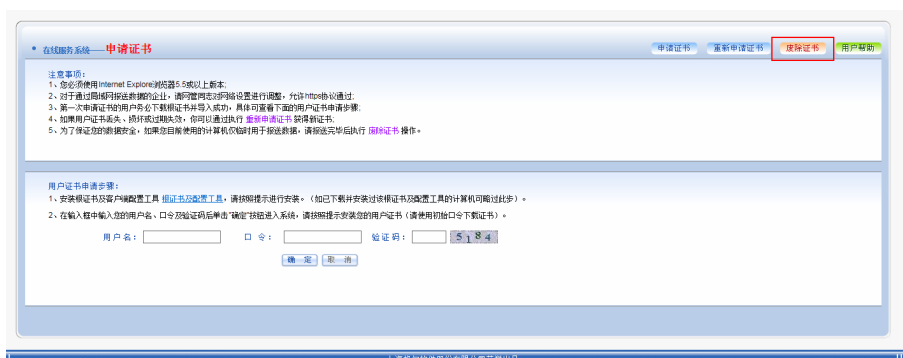 • 在线服务系统——申请证书
申请证书 重新申请证书 废除证书 用户帮助
注意事项：
1、您必须使用Internet Explore浏览器5.5或以上版本;
2、对于通过局域网报送数据的企业，请网管同志对网络设置进行调整，允许https协议通过;
3、第一次申请证书的用户务必下载根证书并导入成功，具体可查看下面的用户证书申请步骤;
4、如果用户证书丢失、损坏或过期失效，你可以通过执行 重新申请证书 获得新证书;
5、为了保证您的数据安全，如果您目前使用的计算机仅临时用于报送数据，请报送完毕后执行 废除证书 操作。
用户证书申请步骤：
1、安装根证书及客户端配置工具 根证书及配置工具，请按照提示进行安装。（如已下载并安装过该根证书及配置工具的计算机可略过此步）。
2、在输入框中输入您的用户名、口令及验证码后单击"确定"按钮进入系统，请按照提示安装您的用户证书（请使用初始口令下载证书）。
用户名： 口 令： 验证码： 5184
确 定 取 消